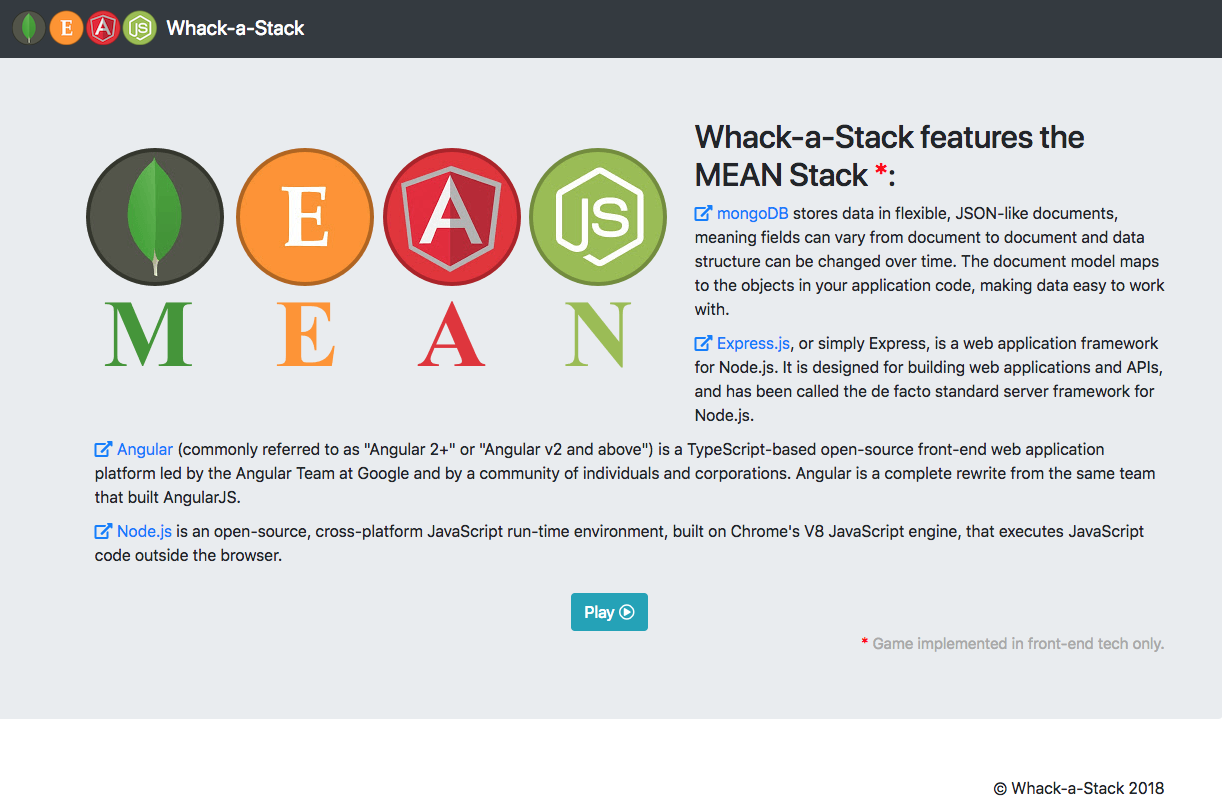 E A JS Whack-a-Stack
E A JS
M E A N
Whack-a-Stack features the
MEAN Stack *:
mongoDB stores data in flexible, JSON-like documents,
meaning fields can vary from document to document and data
structure can be changed over time. The document model maps
to the objects in your application code, making data easy to work
with.
Express.js, or simply Express, is a web application framework
for Node.js. It is designed for building web applications and APIs,
and has been called the de facto standard server framework for
Node.js.
Angular (commonly referred to as "Angular 2+" or "Angular v2 and above") is a TypeScript-based open-source front-end web application
platform led by the Angular Team at Google and by a community of individuals and corporations. Angular is a complete rewrite from the same team
that built AngularJS.
Node.js is an open-source, cross-platform JavaScript run-time environment, built on Chrome's V8 JavaScript engine, that executes JavaScript
code outside the browser.
Play
* Game implemented in front-end tech only.
© Whack-a-Stack 2018